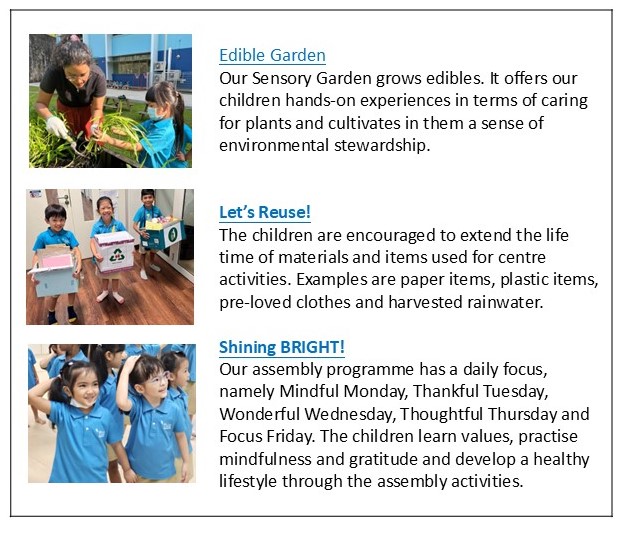 Edible Garden
Our Sensory Garden grows edibles. It offers our
children hands-on experiences in terms of caring
for plants and cultivates in them a sense of
environmental stewardship.
Let’s Reuse!
The children are encouraged to extend the life
time of materials and items used for centre
activities. Examples are paper items, plastic items,
pre-loved clothes and harvested rainwater.
Shining BRIGHT!
Our assembly programme has a daily focus,
namely Mindful Monday, Thankful Tuesday,
Wonderful Wednesday, Thoughtful Thursday and
Focus Friday. The children learn values, practise
mindfulness and gratitude and develop a healthy
lifestyle through the assembly activities.